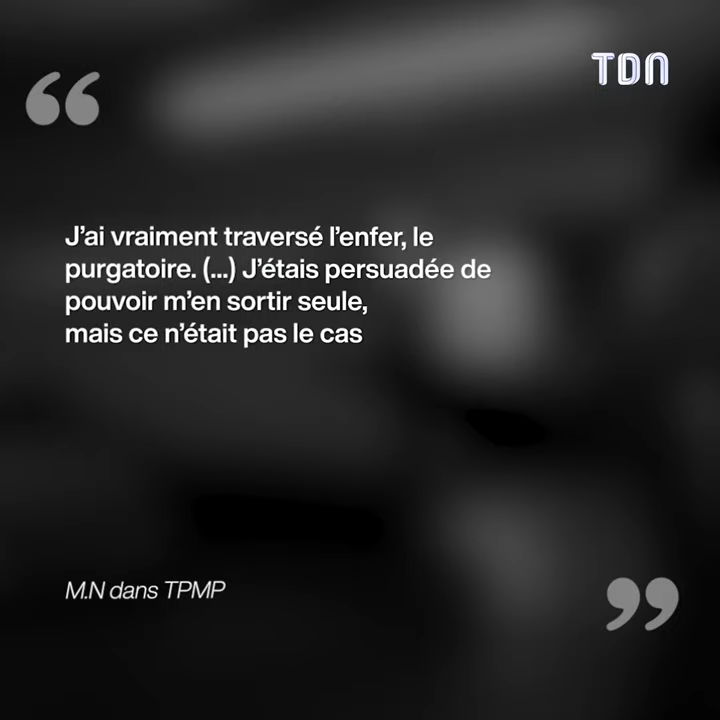 TDN
“
J’ai vraiment traversé l’enfer, le
purgatoire. (...) J’étais persuadée de
pouvoir m’en sortir seule,
mais ce n’était pas le cas
M.N dans TPMP
”